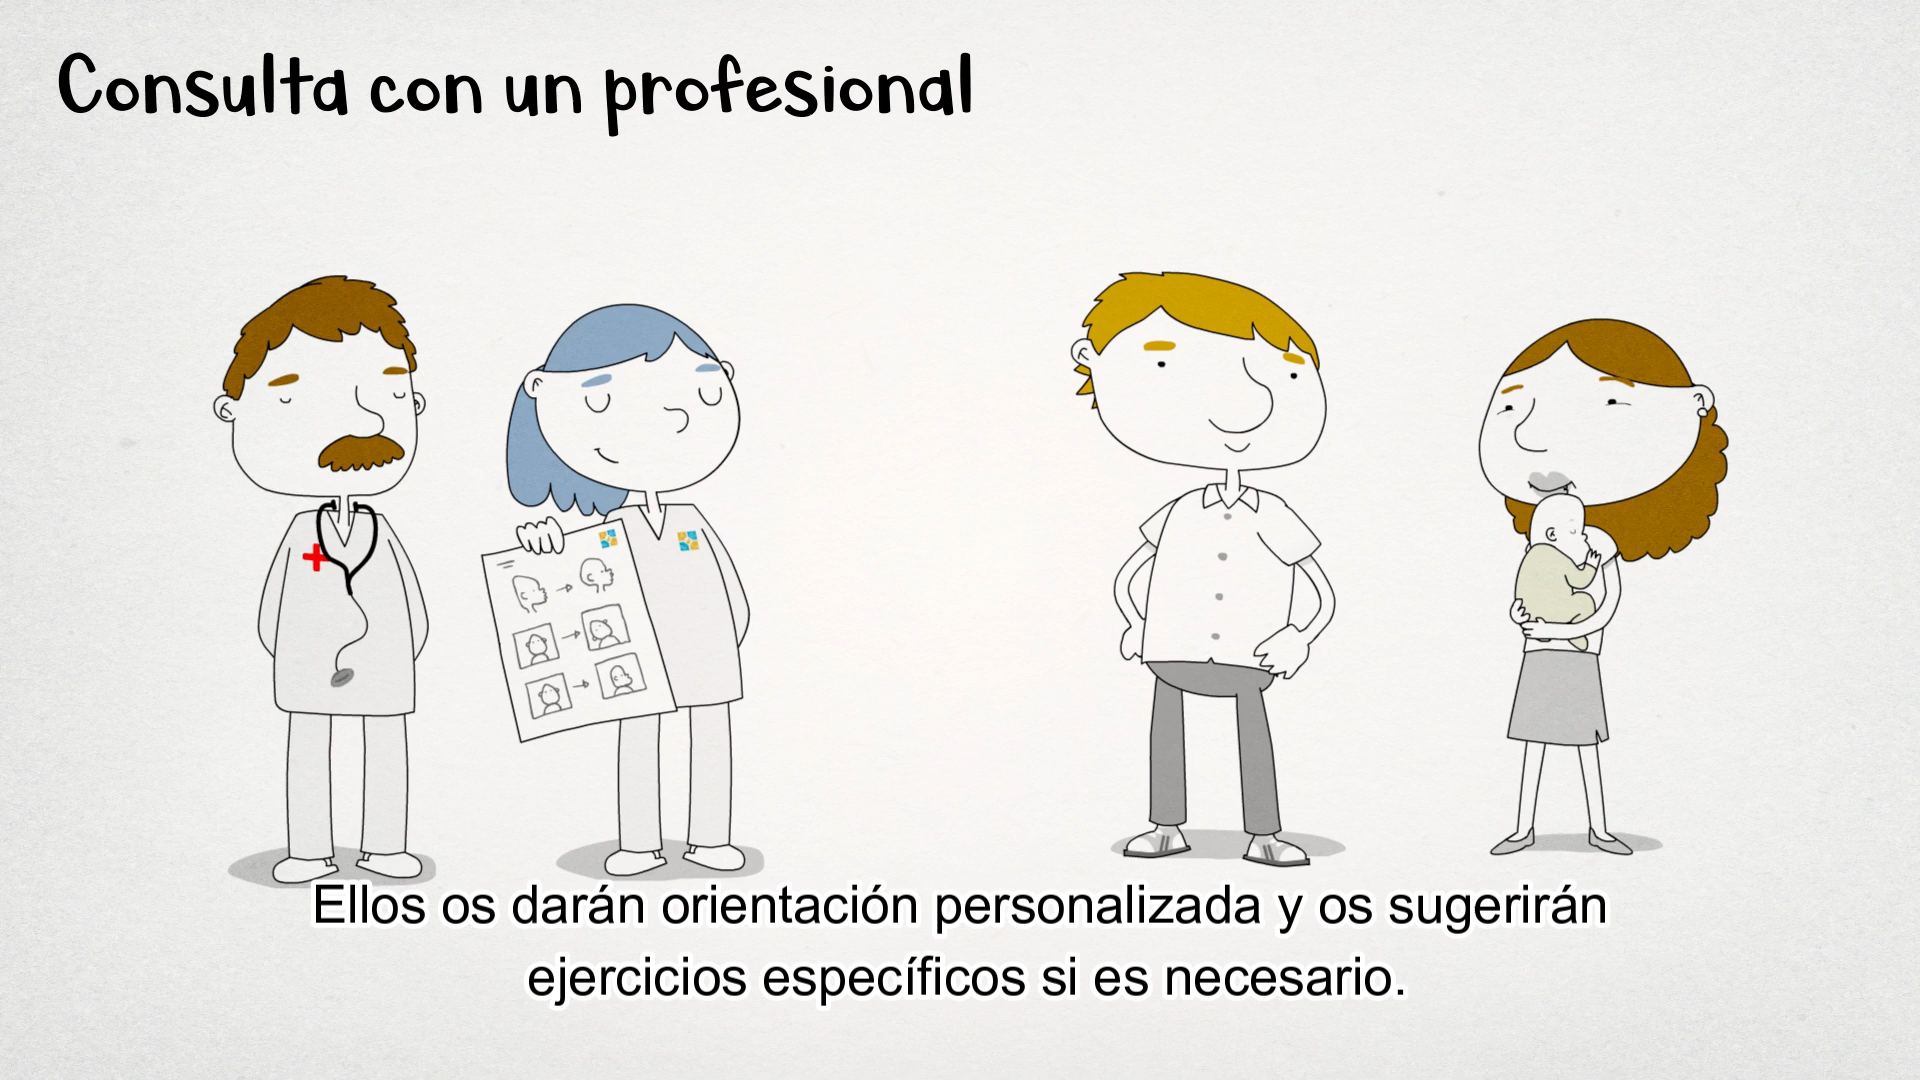 Consulta con un profesional
Ellos os darán orientación personalizada y os sugerirán
ejercicios específicos si es necesario.